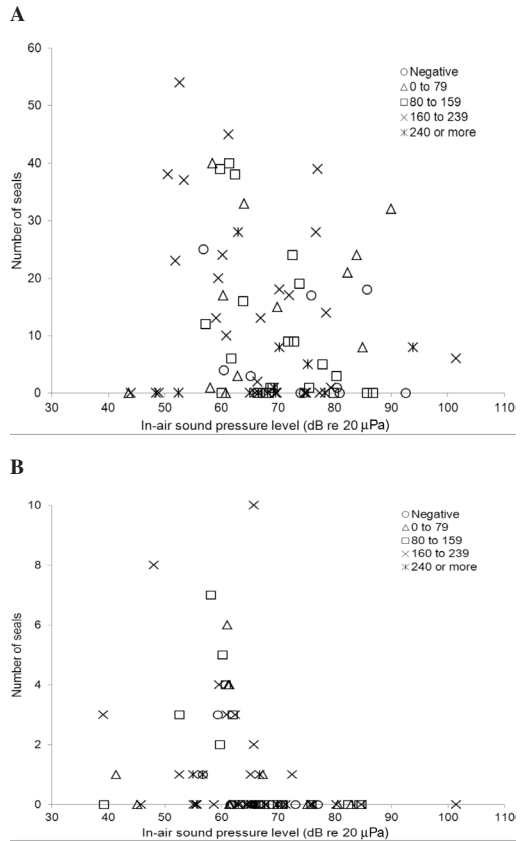 A
60
50
40
30
20
10
0
Number of seals
Negative
0 to 79
80 to 159
160 to 239
240 or more
30 40 50 60 70 80 90 100 110
In-air sound pressure level (dB re 20 µPa)
B
10
8
6
4
2
0
Number of seals
Negative
0 to 79
80 to 159
160 to 239
240 or more
30 40 50 60 70 80 90 100 110
In-air sound pressure level (dB re 20 µPa)